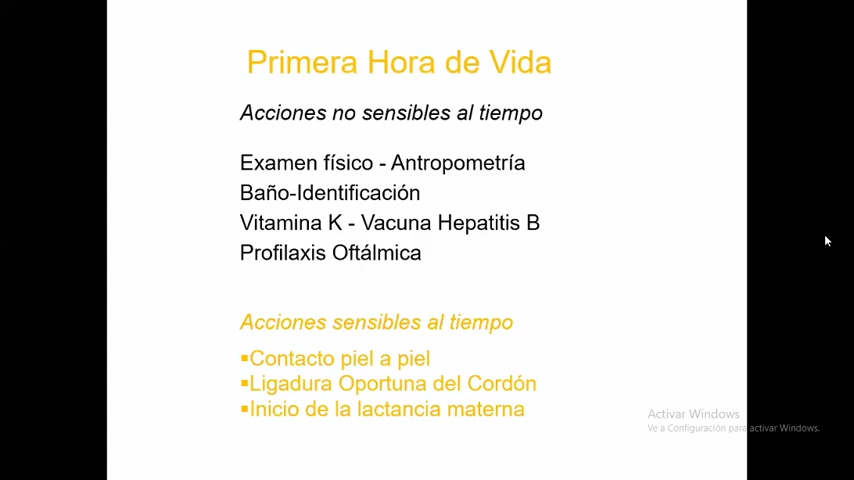 Primera Hora de Vida
Acciones no sensibles al tiempo
Examen físico - Antropometría
Baño-Identificación
Vitamina K - Vacuna Hepatitis B
Profilaxis Oftálmica
Acciones sensibles al tiempo
▪Contacto piel a piel
▪Ligadura Oportuna del Cordón
▪Inicio de la lactancia materna
Activar Windows
Ve a Configuración para activar Windows.